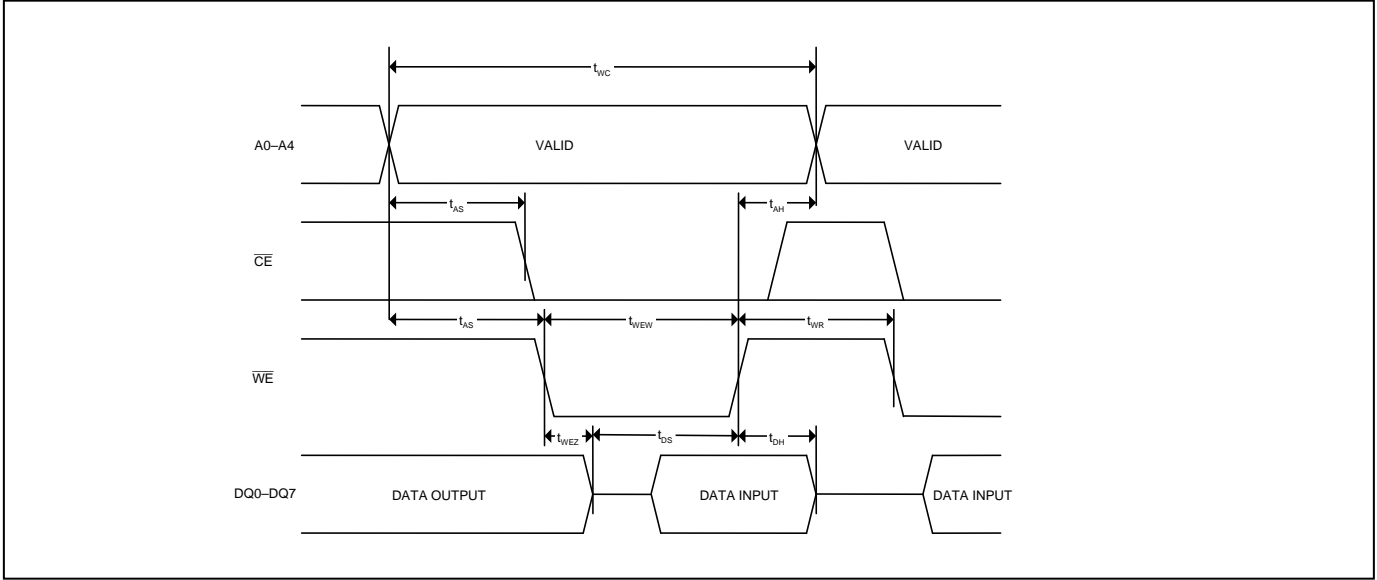 tWC
A0–A4 VALID VALID
tAS tAH
CE
tAS tWEW tWR
WE
tWEZ tDS tDH
DQ0–DQ7 DATA OUTPUT DATA INPUT DATA INPUT